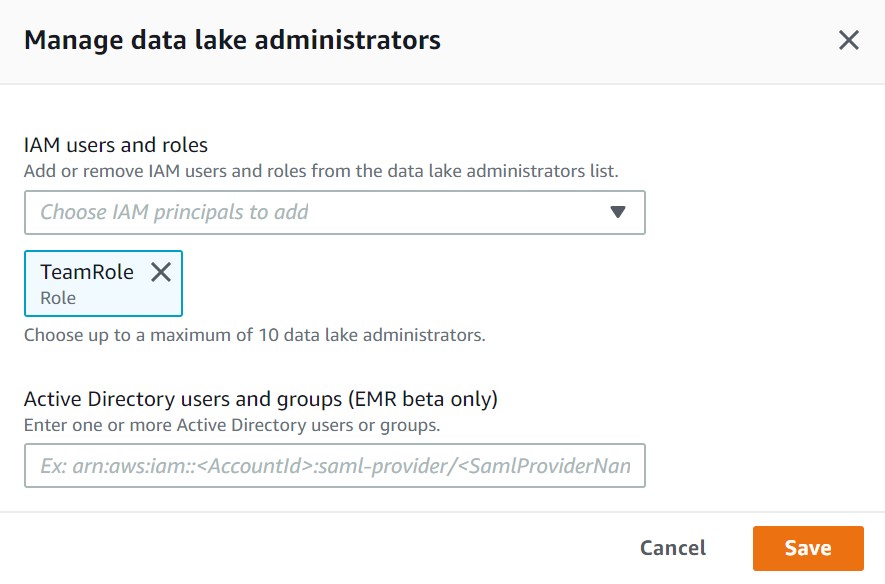 Manage data lake administrators
IAM users and roles
Add or remove IAM users and roles from the data lake administrators list.
Choose IAM principals to add
TeamRole
Role
Choose up to a maximum of 10 data lake administrators.
Active Directory users and groups (EMR beta only)
Enter one or more Active Directory users or groups.
Ex: arn:aws:iam::<AccountId>:saml-provider/<SamlProviderNan
Cancel Save